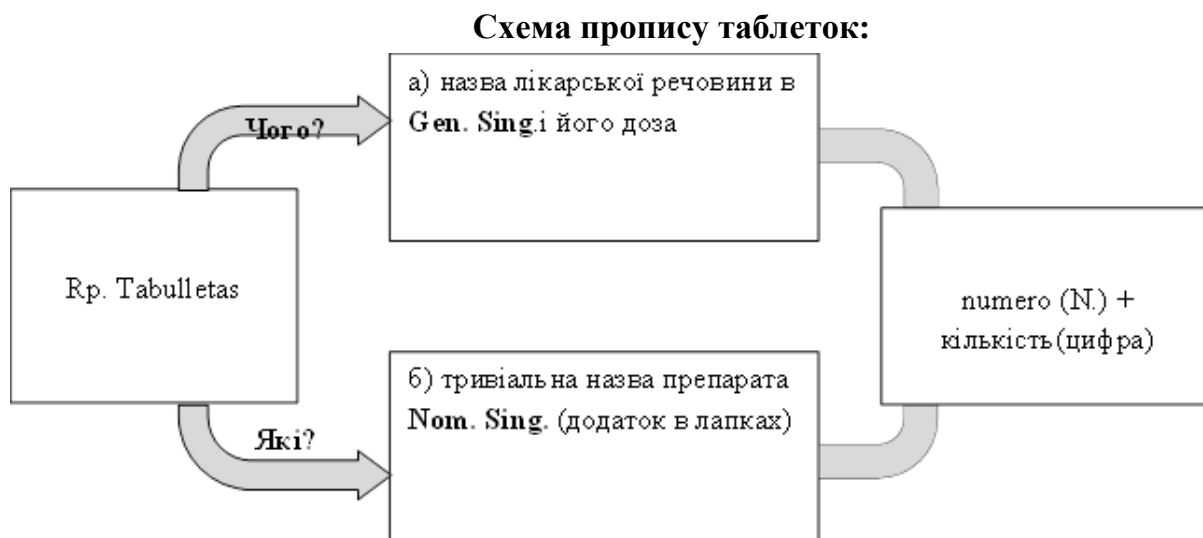 Схема пропису таблеток:
а) назва лікарської речовини в
Gen. Sing.і його доза
Чого?
Rp. Tabulletas
numero (N.) +
кількість(цифра)
б) тривіальна назва препарата
Nom. Sing. (додаток в лапках)
Які?